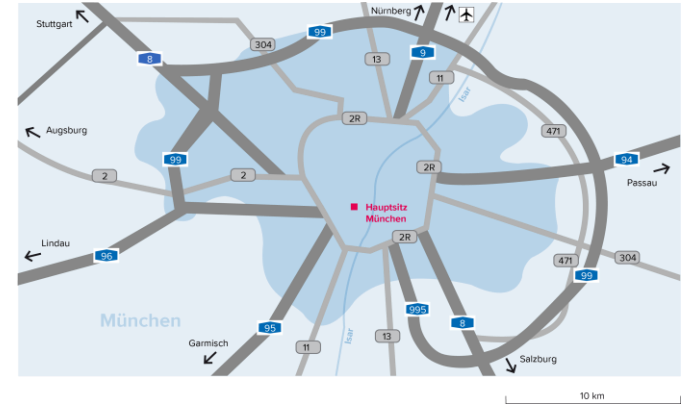 Nürnberg
Stuttgart
99
304
9
8
13
11
Isar
2R
471
Augsburg
99
94
2R
2
2
Passau
Hauptsitz
München
2R
Lindau
96
304
471
99
995
München
95
8
Isar
13
Garmisch
11
Salzburg
10 km